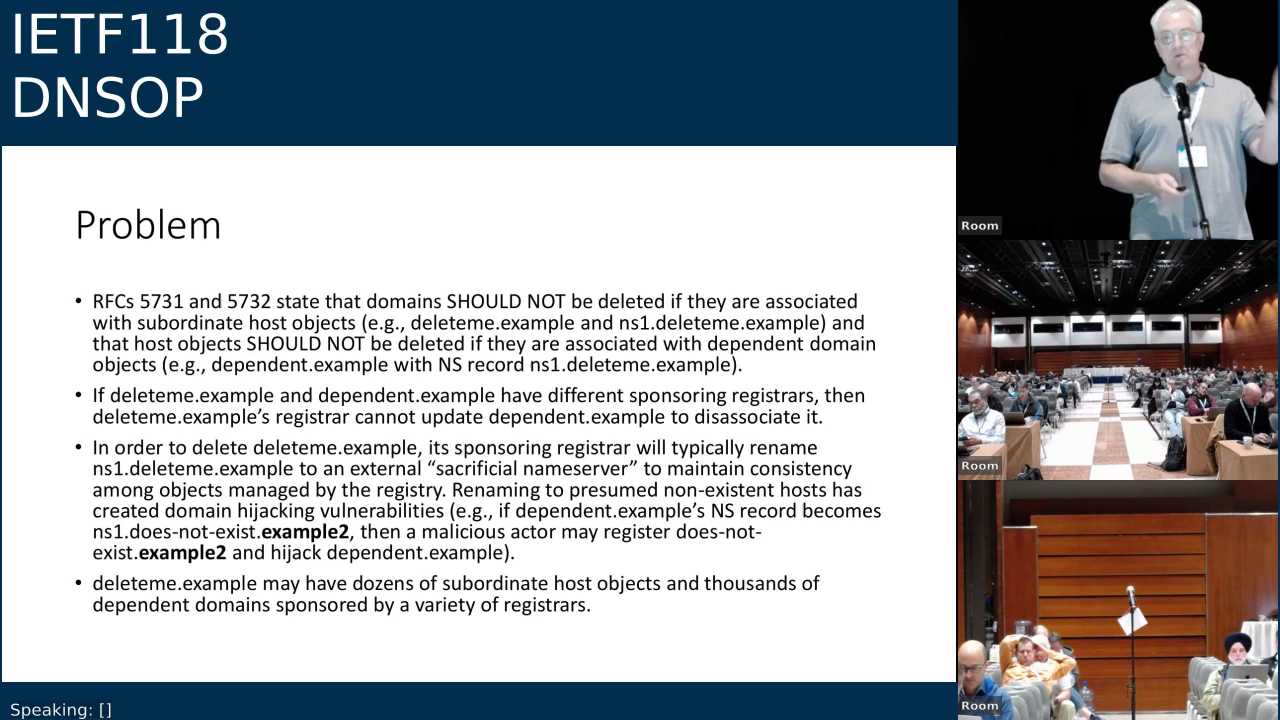 IETF118
DNSOP
Problem
• RFCs 5731 and 5732 state that domains SHOULD NOT be deleted if they are associated
with subordinate host objects (e.g., deleteme.example and ns1.deleteme.example) and
that host objects SHOULD NOT be deleted if they are associated with dependent domain
objects (e.g., dependent.example with NS record ns1.deleteme.example).
• If deleteme.example and dependent.example have different sponsoring registrars, then
deleteme.example’s registrar cannot update dependent.example to disassociate it.
• In order to delete deleteme.example, its sponsoring registrar will typically rename
ns1.deleteme.example to an external “sacrificial nameserver” to maintain consistency
among objects managed by the registry. Renaming to presumed non-existent hosts has
created domain hijacking vulnerabilities (e.g., if dependent.example’s NS record becomes
ns1.does-not-exist.example2, then a malicious actor may register does-not-
exist.example2 and hijack dependent.example).
• deleteme.example may have dozens of subordinate host objects and thousands of
dependent domains sponsored by a variety of registrars.
Speaking: []
Room
Room
Room